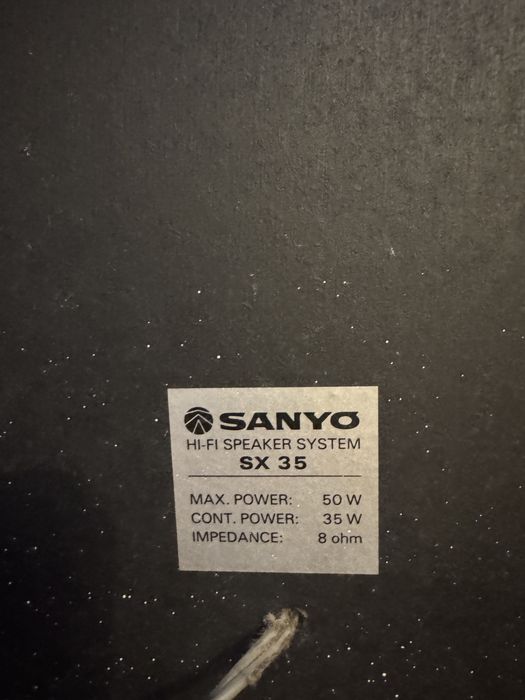 SANYO
HI-FI SPEAKER SYSTEM
SX 35
MAX. POWER: 50 W
CONT. POWER: 35 W
IMPEDANCE: 8 ohm